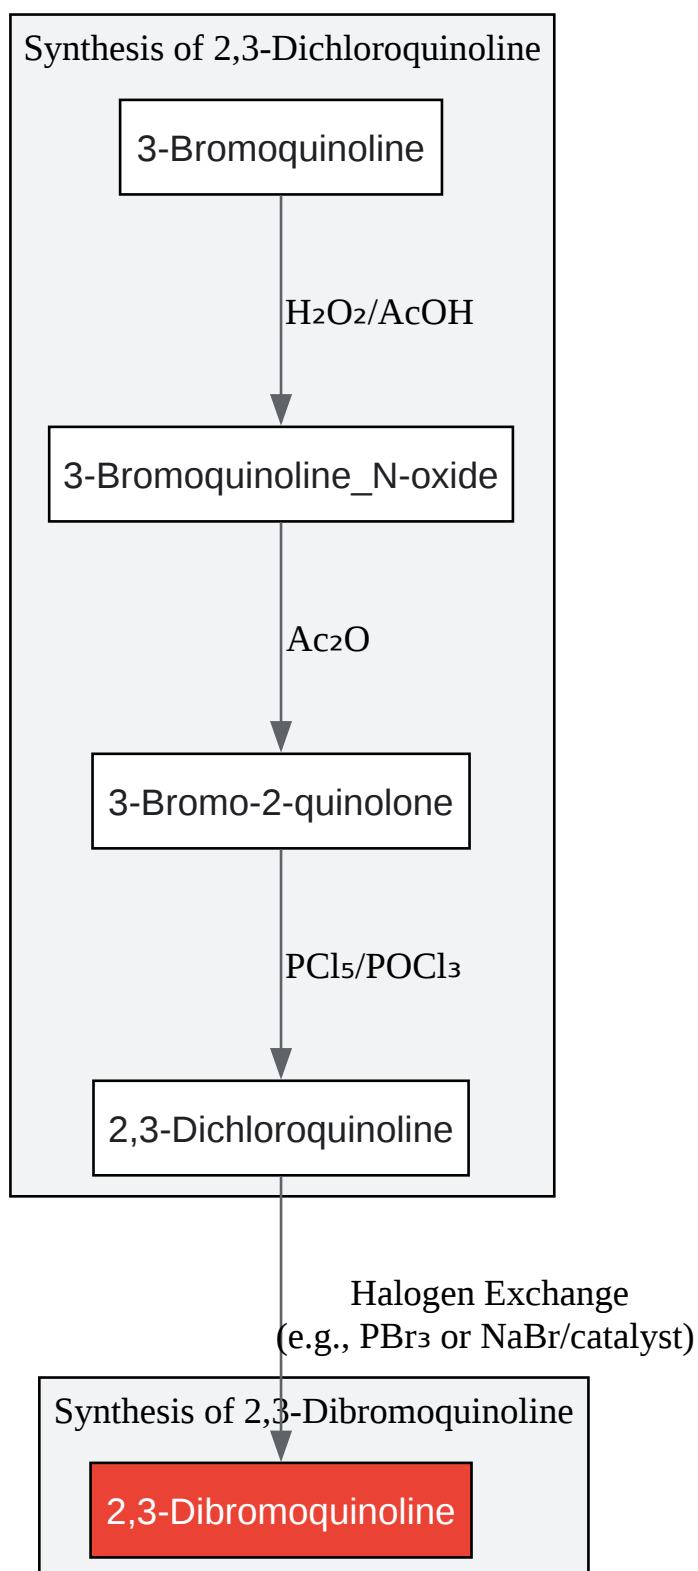 Synthesis of 2,3-Dichloroquinoline
3-Bromoquinoline
H₂O₂/AcOH
3-Bromoquinoline_N-oxide
Ac₂O
3-Bromo-2-quinolone
PCl₅/POCl₃
2,3-Dichloroquinoline
Halogen Exchange
(e.g., PBr₃ or NaBr/catalyst)
Synthesis of 2,3-Dibromoquinoline
2,3-Dibromoquinoline